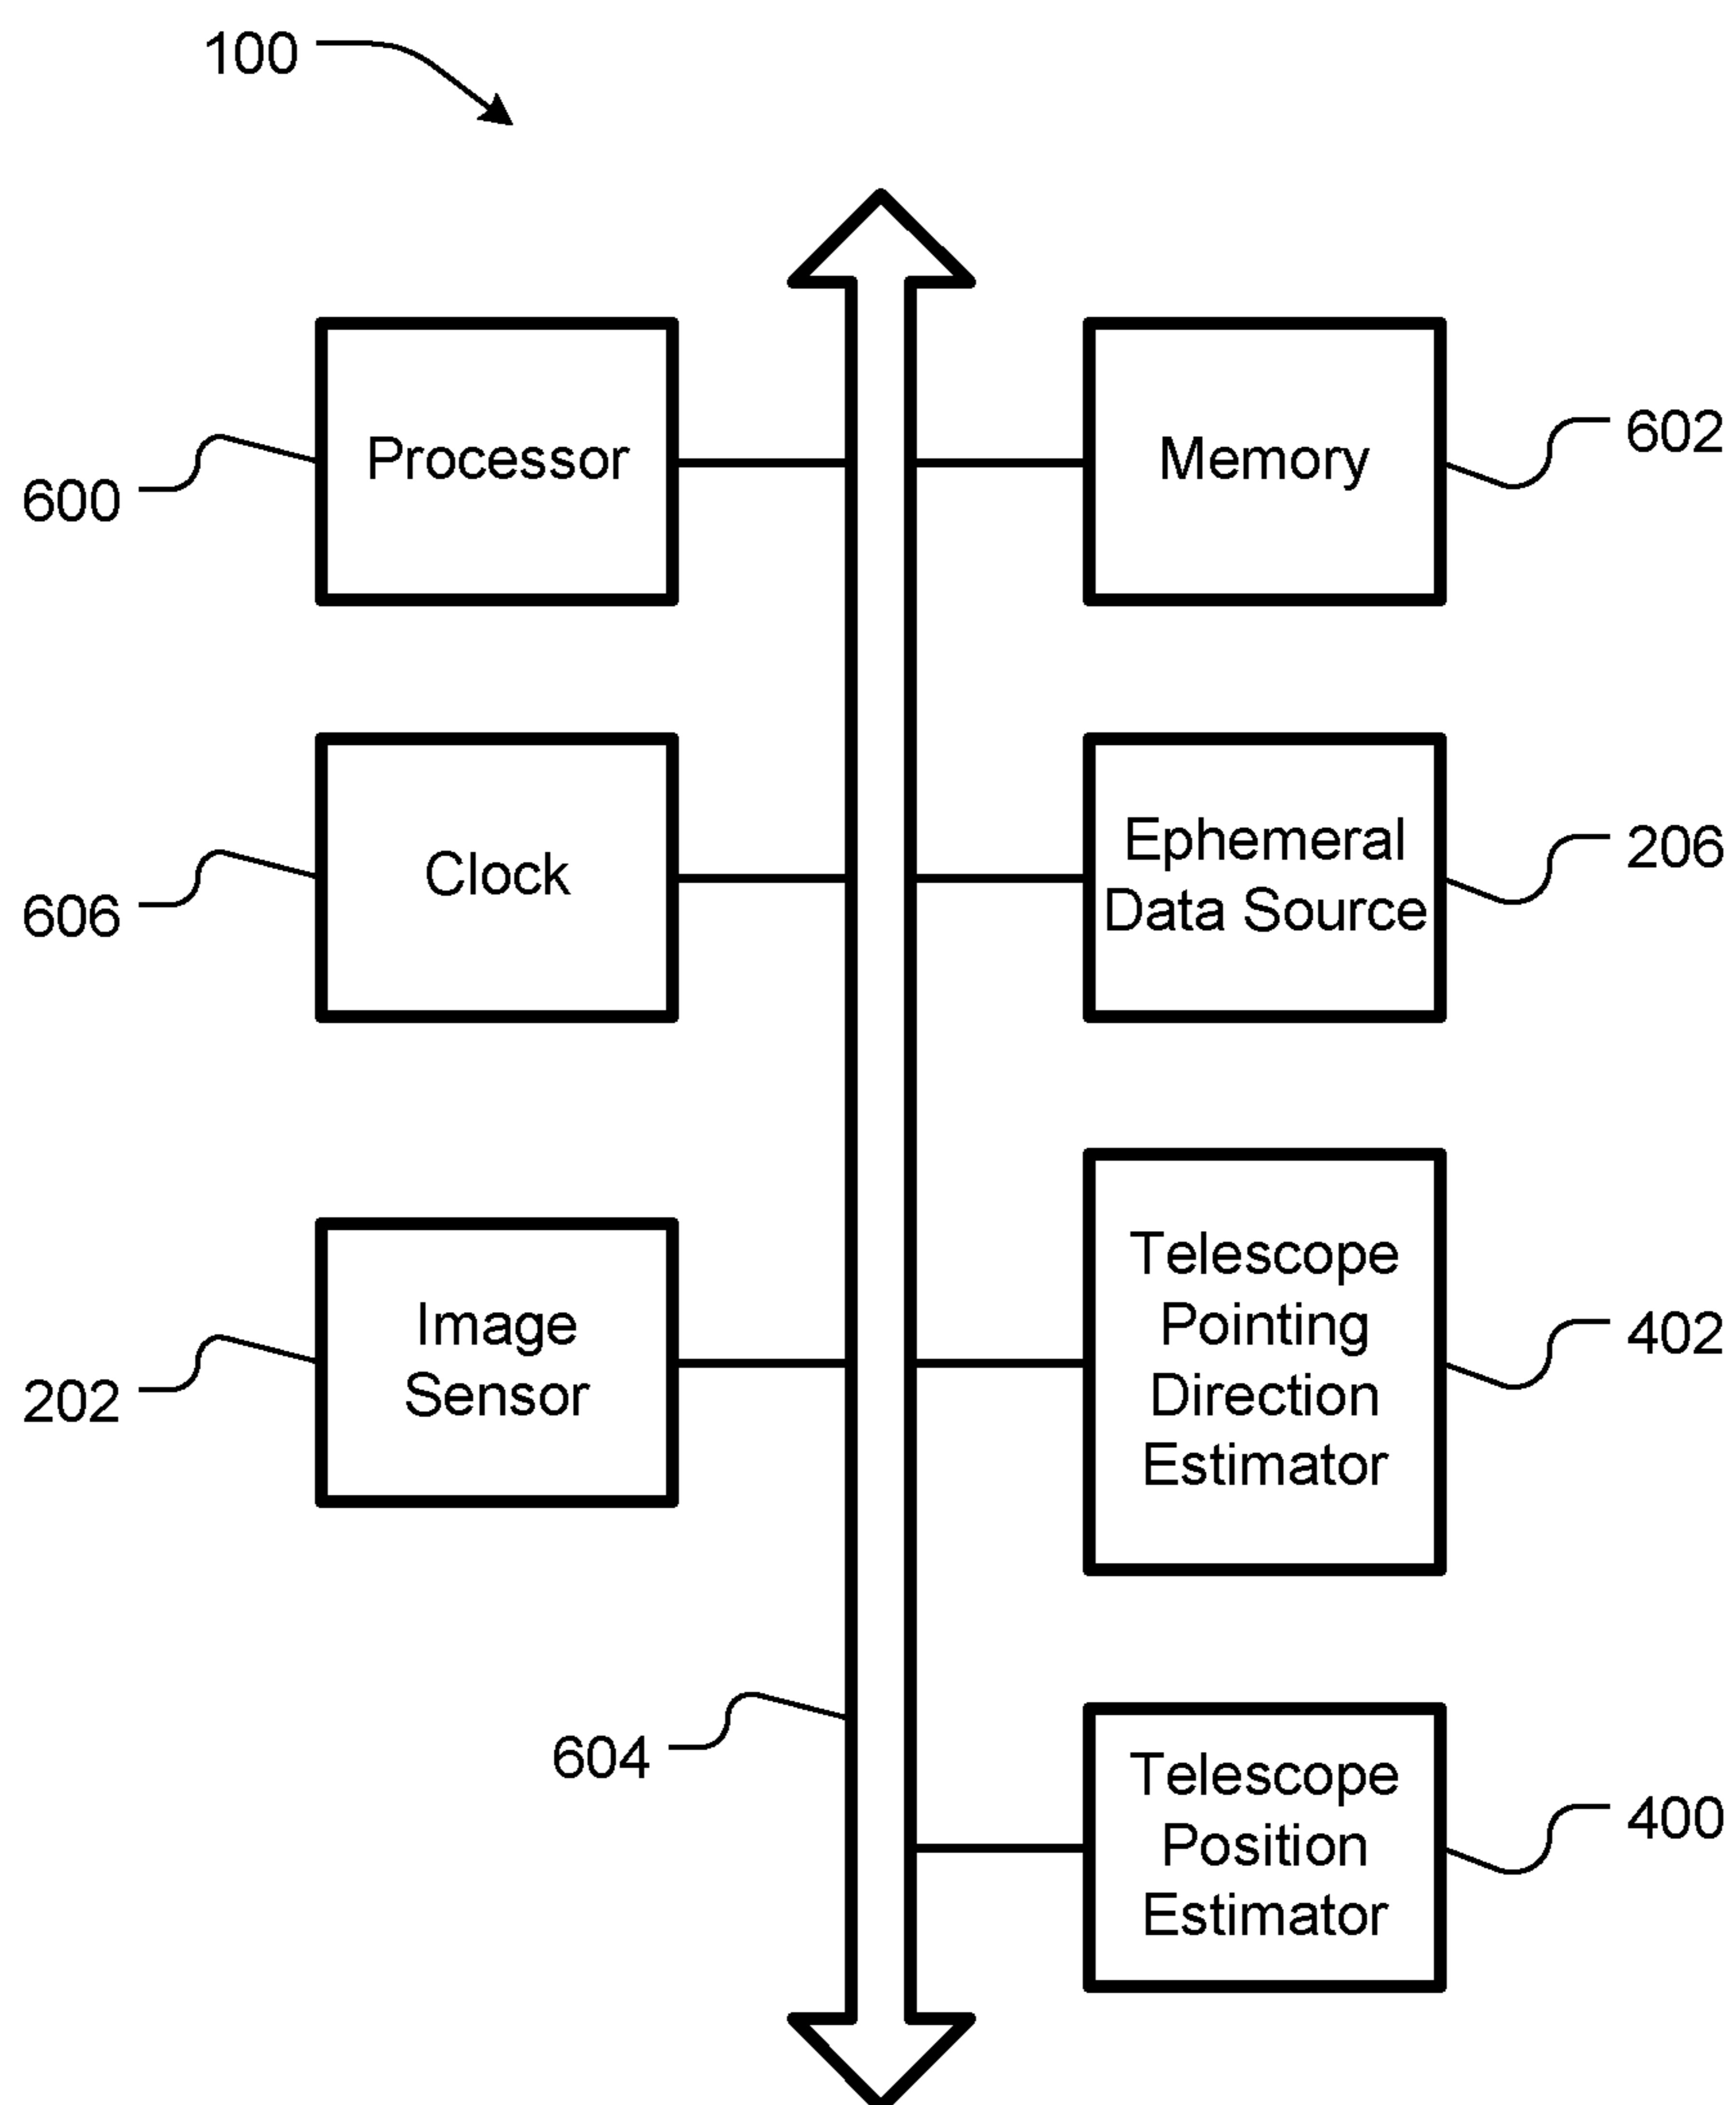 100
Processor
600
Memory
602
Clock
606
Ephemeral
Data Source
206
Image
Sensor
202
Telescope
Pointing
Direction
Estimator
402
604
Telescope
Position
Estimator
400